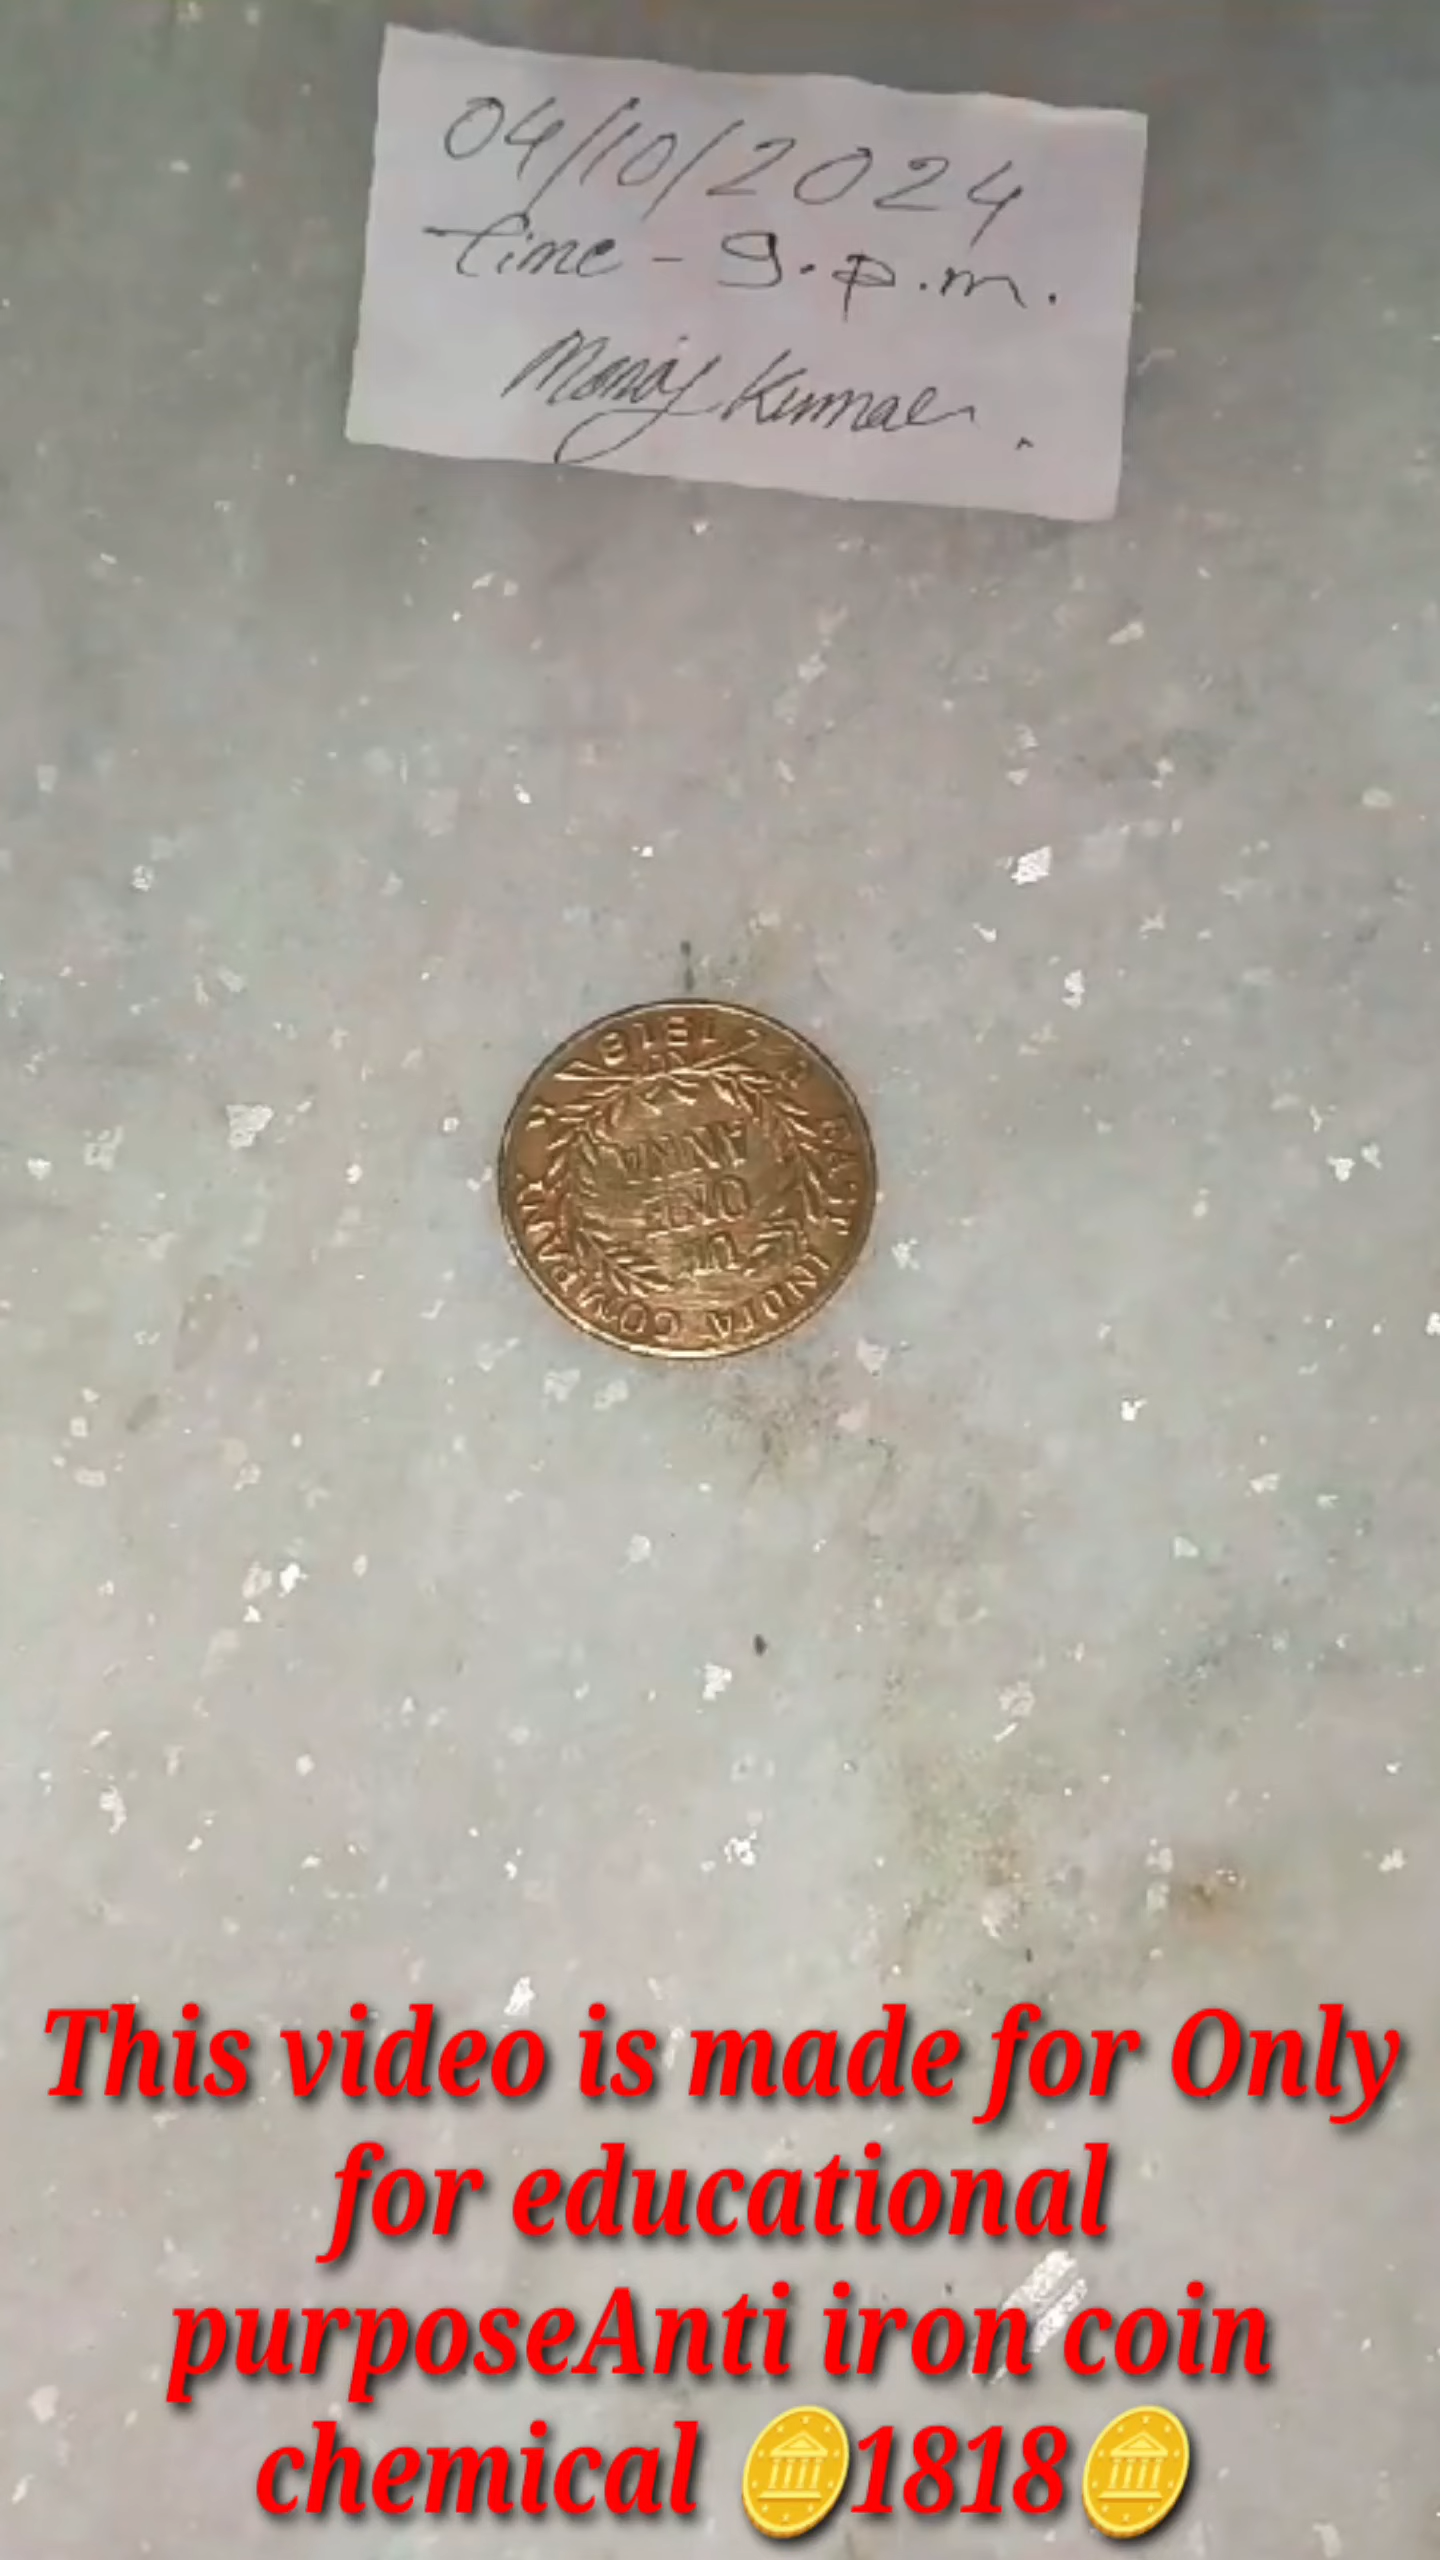 04/10/2024
Time - 9.p.m.
Manoj Kumar.
1818
ANNA
ONE
EAST INDIA COMPANY
This video is made for Only
for educational
purposeAnti iron coin
chemical 🪙1818🪙